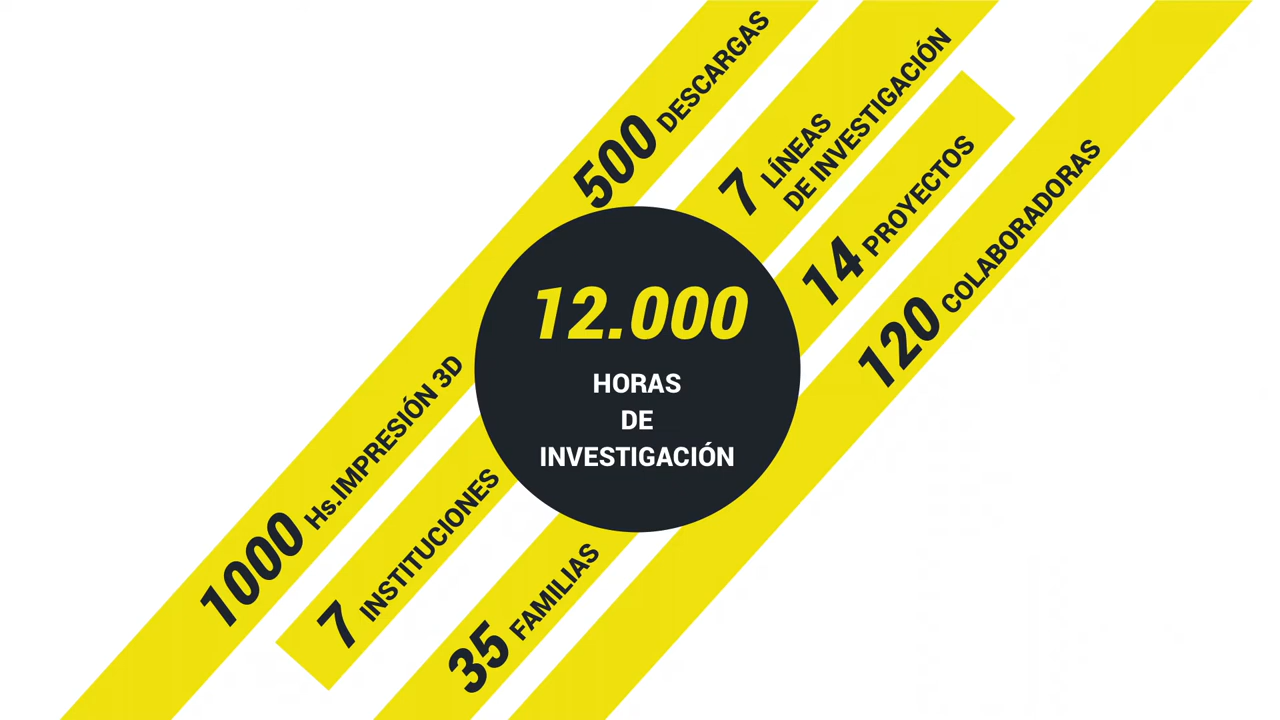 500 DESCARGAS
7 LÍNEAS
DE INVESTIGACIÓN
14 PROYECTOS
120 COLABORADORAS
12.000
HORAS
DE
INVESTIGACIÓN
1000 Hs.IMPRESIÓN 3D
7 INSTITUCIONES
35 FAMILIAS